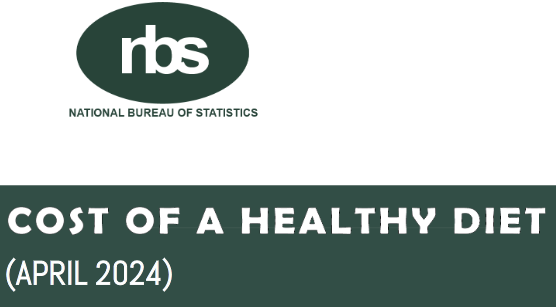 nbs
NATIONAL BUREAU OF STATISTICS
COST OF A HEALTHY DIET
(APRIL 2024)